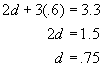 2d + 3(.6) = 3.3
2d = 1.5
d = .75